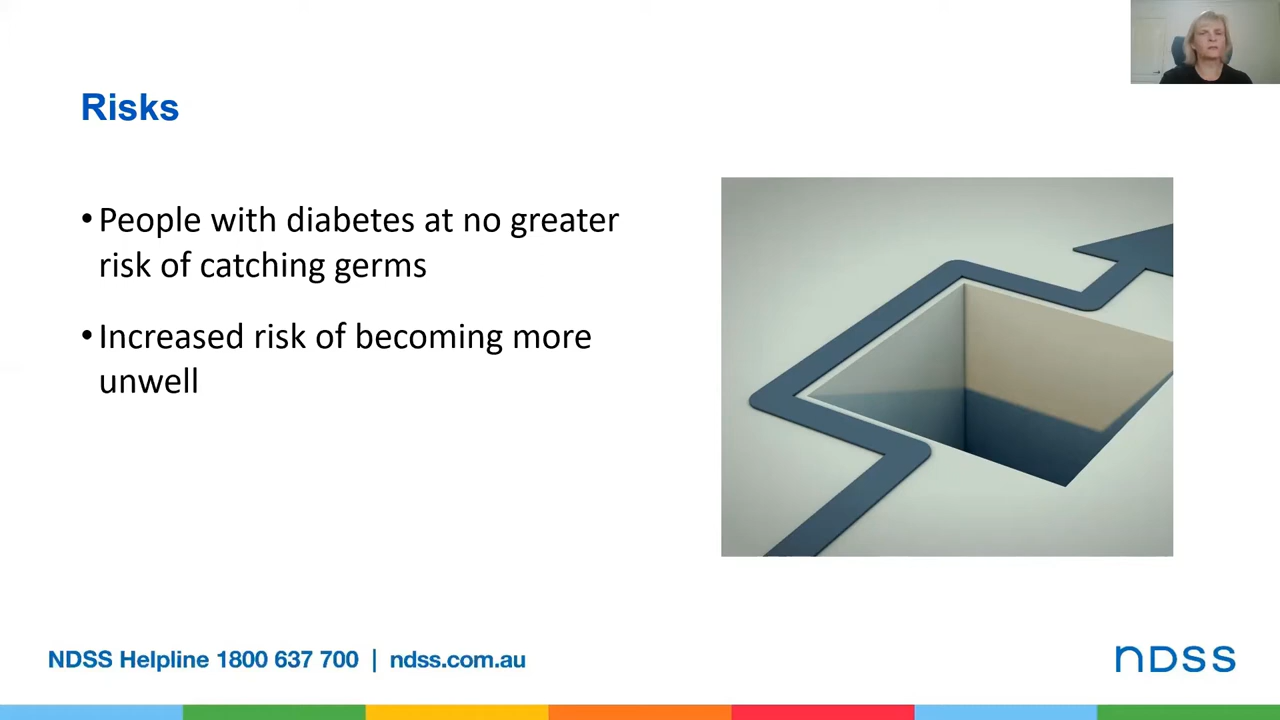 Risks
•People with diabetes at no greater
risk of catching germs
•Increased risk of becoming more
unwell
NDSS Helpline 1800 637 700 | ndss.com.au
ndss